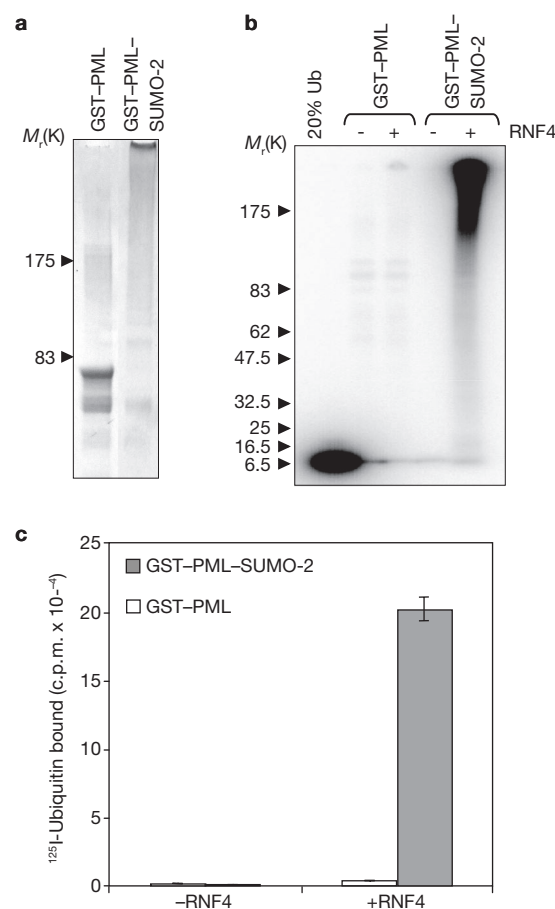 a
GST–PML
GST–PML–
SUMO-2
Mr(K)
175
83
b
20% Ub
GST–PML
GST–PML–
SUMO-2
- + - + RNF4
Mr(K)
175
83
62
47.5
32.5
25
16.5
6.5
c
25
20
15
10
5
0
125I-Ubiquitin bound (c.p.m. x 10-4)
GST–PML–SUMO-2
GST–PML
–RNF4
+RNF4